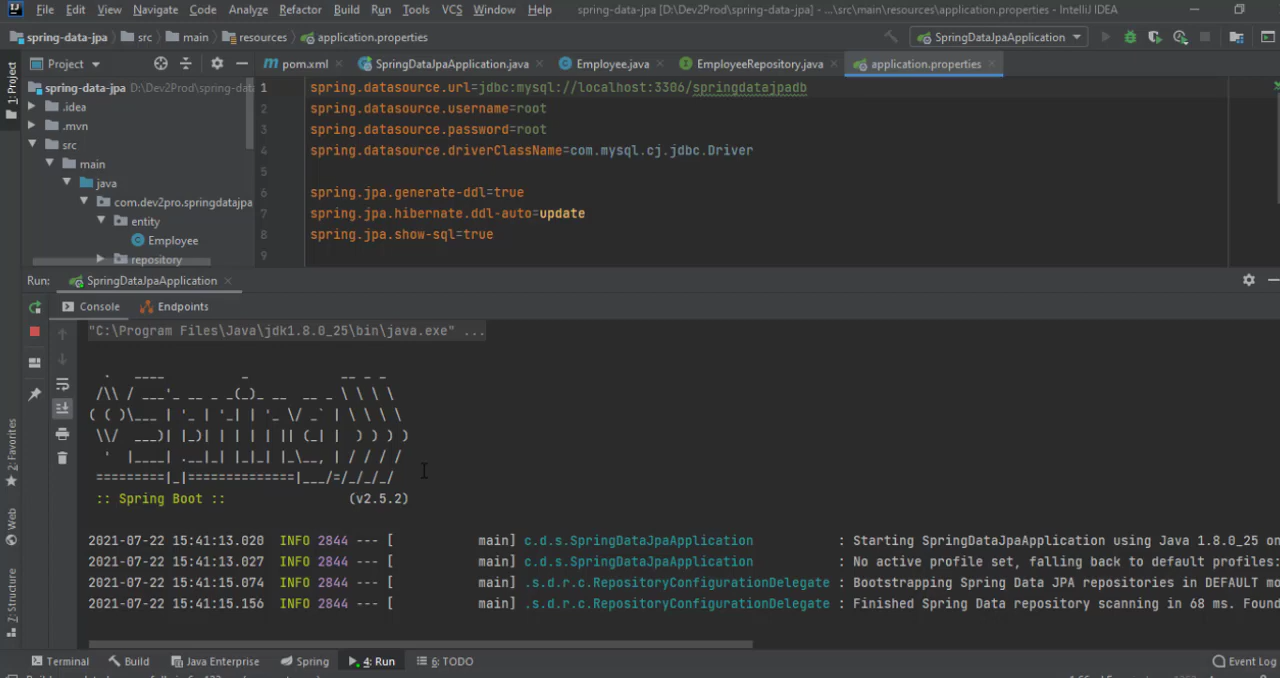 File Edit View Navigate Code Analyze Refactor Build Run Tools VCS Window Help spring-data-jpa [D:\Dev2Prod\spring-data-jpa] - ...\src\main\resources\application.properties - IntelliJ IDEA
spring-data-jpa src main resources application.properties SpringDataJpaApplication
1: Project
Project
pom.xml SpringDataJpaApplication.java Employee.java EmployeeRepository.java application.properties
spring-data-jpa D:\Dev2Prod\spring-dat
.idea
.mvn
src
main
java
com.dev2pro.springdatajpa
entity
Employee
repository
1 spring.datasource.url=jdbc:mysql://localhost:3306/springdatajpadb
2 spring.datasource.username=root
3 spring.datasource.password=root
4 spring.datasource.driverClassName=com.mysql.cj.jdbc.Driver
5
6 spring.jpa.generate-ddl=true
7 spring.jpa.hibernate.ddl-auto=update
8 spring.jpa.show-sql=true
9
Run: SpringDataJpaApplication
Console Endpoints
"C:\Program Files\Java\jdk1.8.0_25\bin\java.exe" ...
:: Spring Boot :: (v2.5.2)
2021-07-22 15:41:13.020 INFO 2844 --- [ main] c.d.s.SpringDataJpaApplication : Starting SpringDataJpaApplication using Java 1.8.0_25 on
2021-07-22 15:41:13.027 INFO 2844 --- [ main] c.d.s.SpringDataJpaApplication : No active profile set, falling back to default profiles:
2021-07-22 15:41:15.074 INFO 2844 --- [ main] .s.d.r.c.RepositoryConfigurationDelegate : Bootstrapping Spring Data JPA repositories in DEFAULT mo
2021-07-22 15:41:15.156 INFO 2844 --- [ main] .s.d.r.c.RepositoryConfigurationDelegate : Finished Spring Data repository scanning in 68 ms. Found
2: Favorites
Web
Z: Structure
Terminal Build Java Enterprise Spring 4: Run 6: TODO Event Log